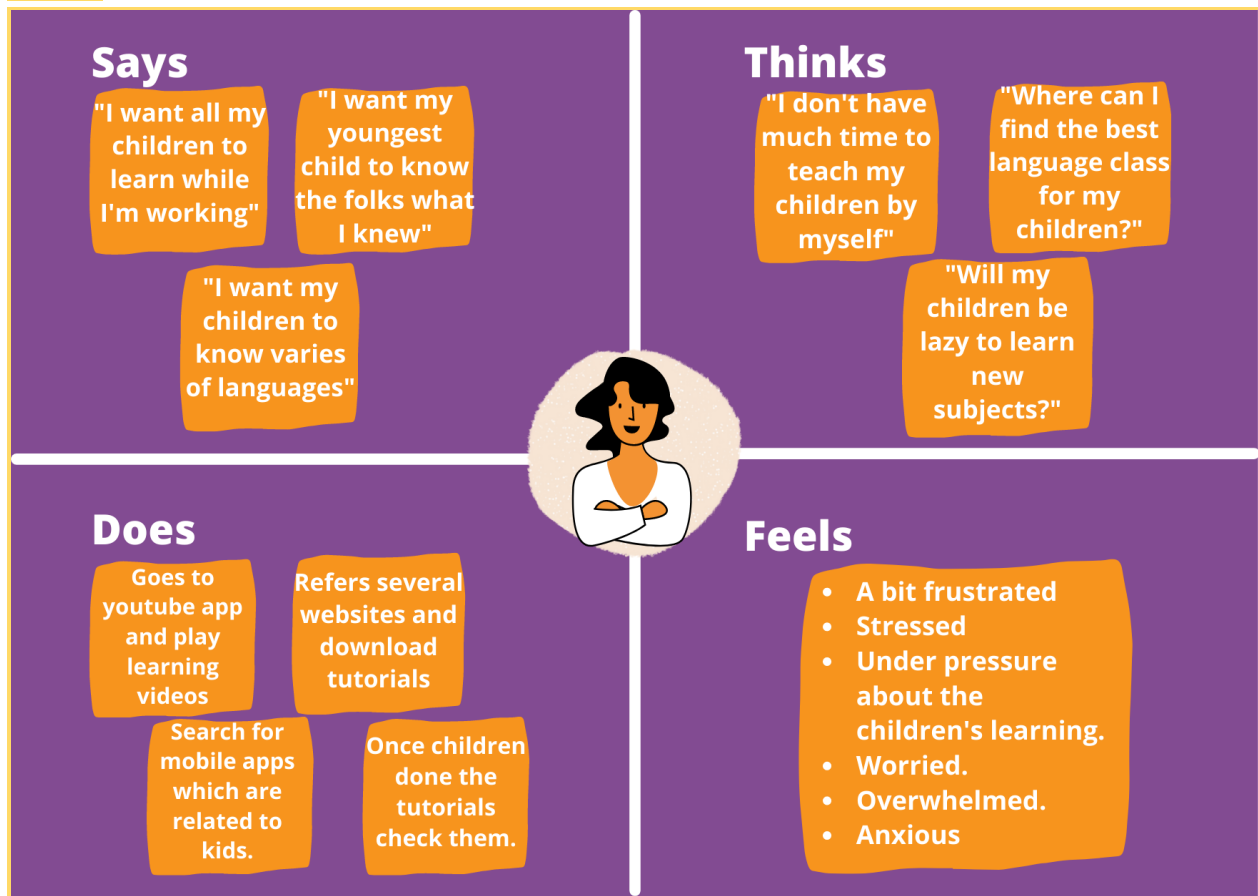 Says
"I want all my
children to
learn while
I'm working"
"I want my
youngest
child to know
the folks what
I knew"
"I want my
children to
know varies
of languages"
Thinks
"I don't have
much time to
teach my
children by
myself"
"Where can I
find the best
language class
for my
children?"
"Will my
children be
lazy to learn
new
subjects?"
Does
Goes to
youtube app
and play
learning
videos
Refers several
websites and
download
tutorials
Search for
mobile apps
which are
related to
kids.
Once children
done the
tutorials
check them.
Feels
• A bit frustrated
• Stressed
• Under pressure
about the
children's learning.
• Worried.
• Overwhelmed.
• Anxious